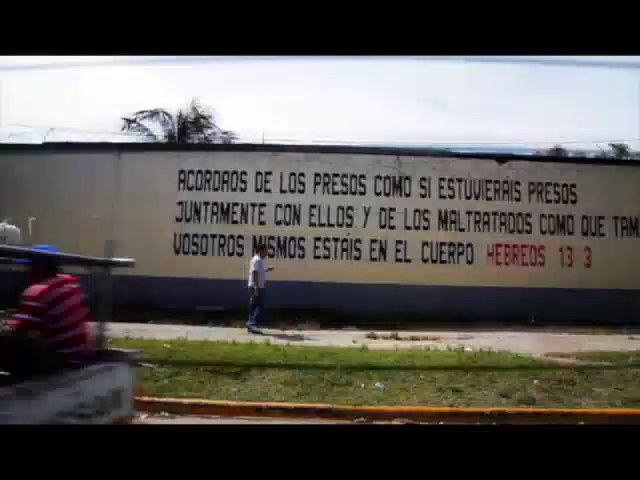 ACORDAOS DE LOS PRESOS COMO SI ESTUVIERAIS PRESOS
JUNTAMENTE CON ELLOS Y DE LOS MALTRATADOS COMO QUE TAM
VOSOTROS MISMOS ESTÁIS EN EL CUERPO HEBREOS 13 3